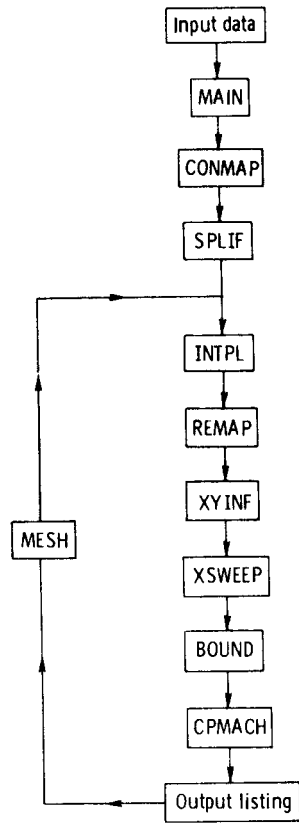 Input data
MAIN
CONMAP
SPLIF
INTPL
REMAP
XYINF
MESH
XSWEEP
BOUND
CPMACH
Output listing